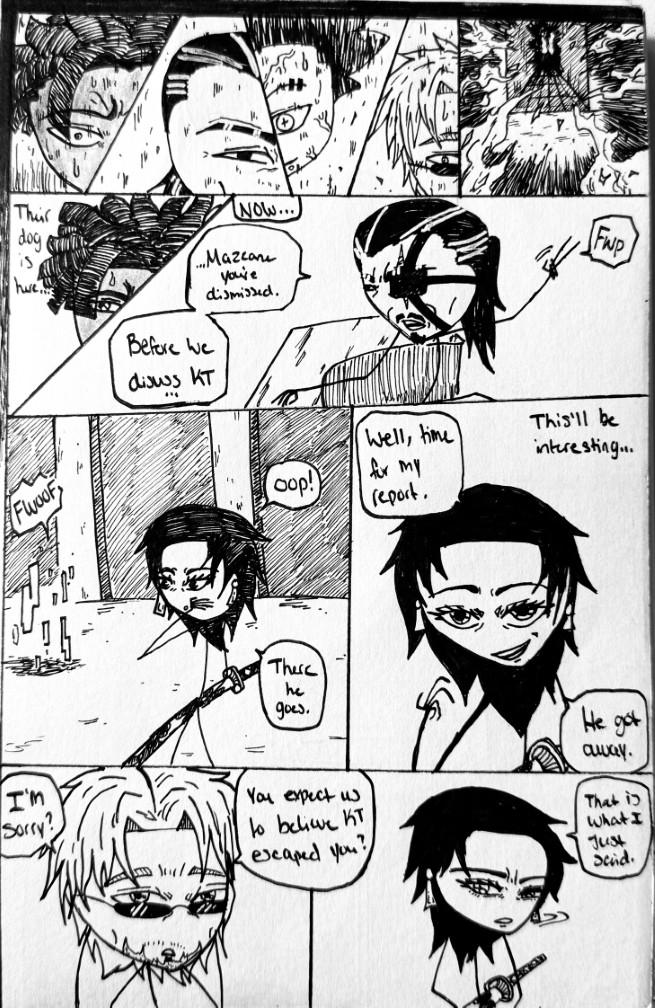 Their
dog
is
here...
NOW...
...Mazeone
you're
dismissed.
Before we
disuss KT
...
Fwp
FWOOF
OOP!
There
he
goes.
Well, time
for my
report.
This'll be
interesting...
He got
away.
I'm
sorry?
You expect us
to believe KT
escaped you?
That is
what I
Just
said.